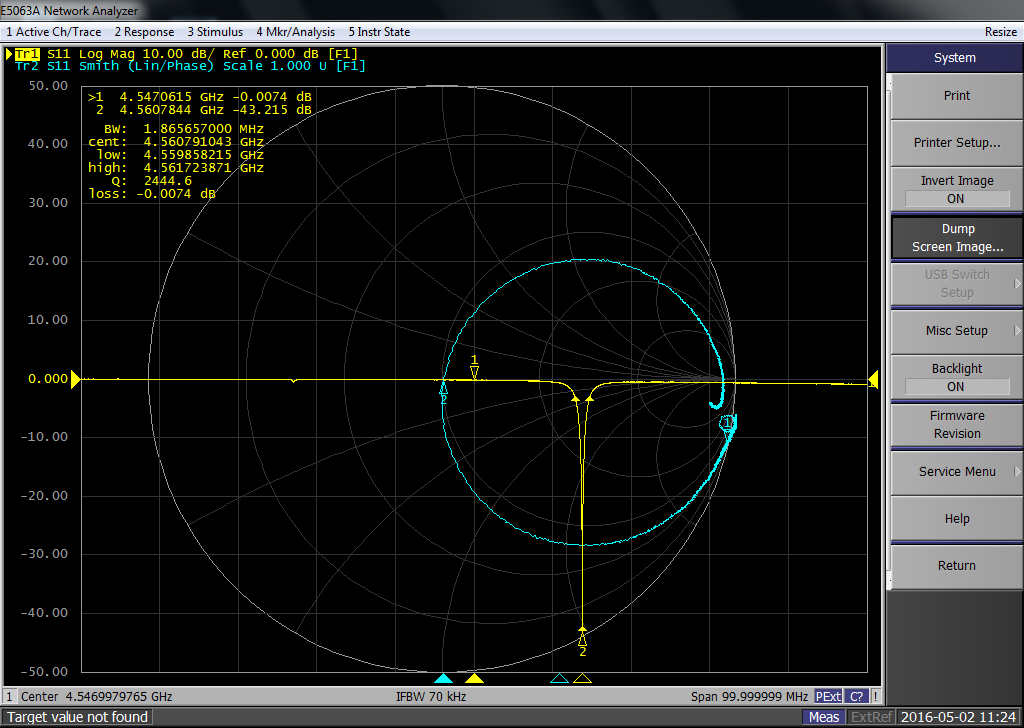 E5063A Network Analyzer
1 Active Ch/Trace 2 Response 3 Stimulus 4 Mkr/Analysis 5 Instr State Resize
Tr1 S11 Log Mag 10.00 dB/ Ref 0.000 dB [F1]
Tr2 S11 Smith (Lin/Phase) Scale 1.000 U [F1]
50.00
>1 4.5470615 GHz -0.0074 dB
2 4.5607844 GHz -43.215 dB
BW: 1.865657000 MHz
cent: 4.560791043 GHz
low: 4.559858215 GHz
high: 4.561723871 GHz
Q: 2444.6
loss: -0.0074 dB
40.00
30.00
20.00
10.00
0.000
-10.00
-20.00
-30.00
-40.00
-50.00
1
2
1
2
System
Print
Printer Setup...
Invert Image
ON
Dump
Screen Image...
USB Switch
Setup
Misc Setup
Backlight
ON
Firmware
Revision
Service Menu
Help
Return
1 Center 4.5469979765 GHz IFBW 70 kHz Span 99.999999 MHz PExt C? !
Target value not found Meas ExtRef 2016-05-02 11:24